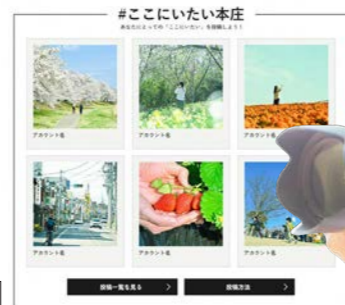 #ここにいたい本庄
あなたにとっての「ここにいたい」を投稿しよう！
アカウント名
アカウント名
アカウント名
アカウント名
アカウント名
アカウント名
投稿一覧を見る
投稿方法